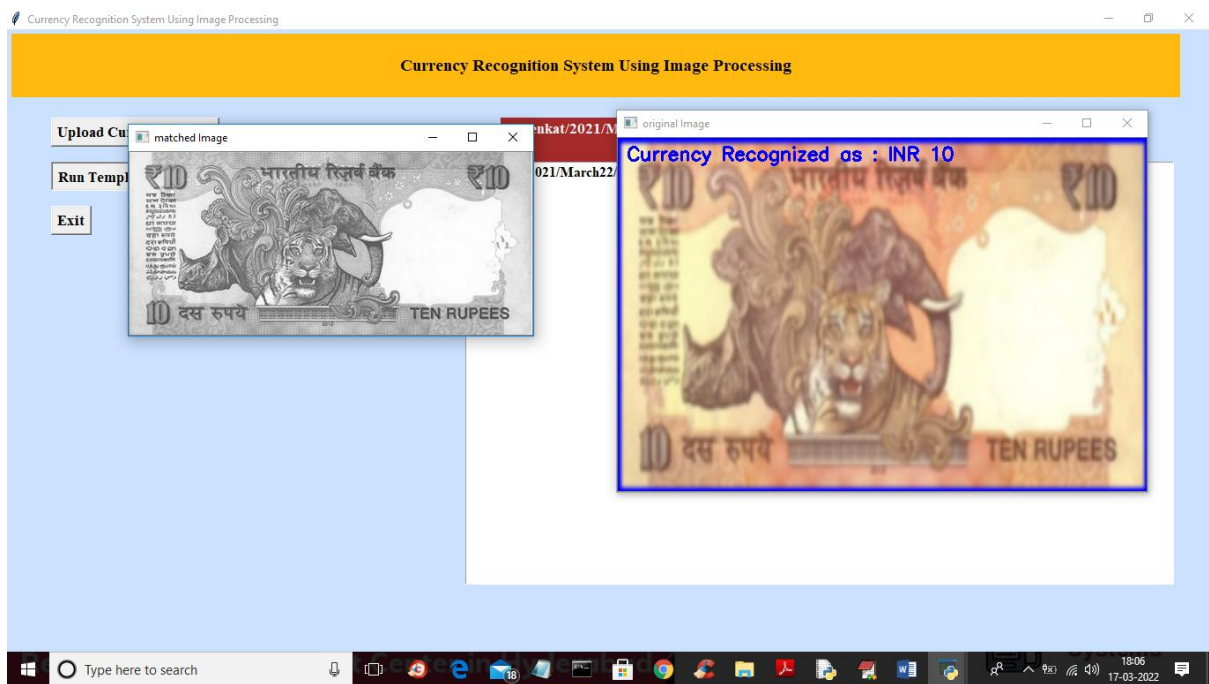 Currency Recognition System Using Image Processing
Currency Recognition System Using Image Processing
Upload Cu
Run Templ
Exit
enkat/2021/M
021/March22/
matched Image
₹10 भारतीय रिज़र्व बैंक ₹10
10 दस रुपये TEN RUPEES
original Image
Currency Recognized as : INR 10
₹10 भारतीय रिज़र्व बैंक ₹10
10 दस रुपये TEN RUPEES
Type here to search
18
18:06
17-03-2022